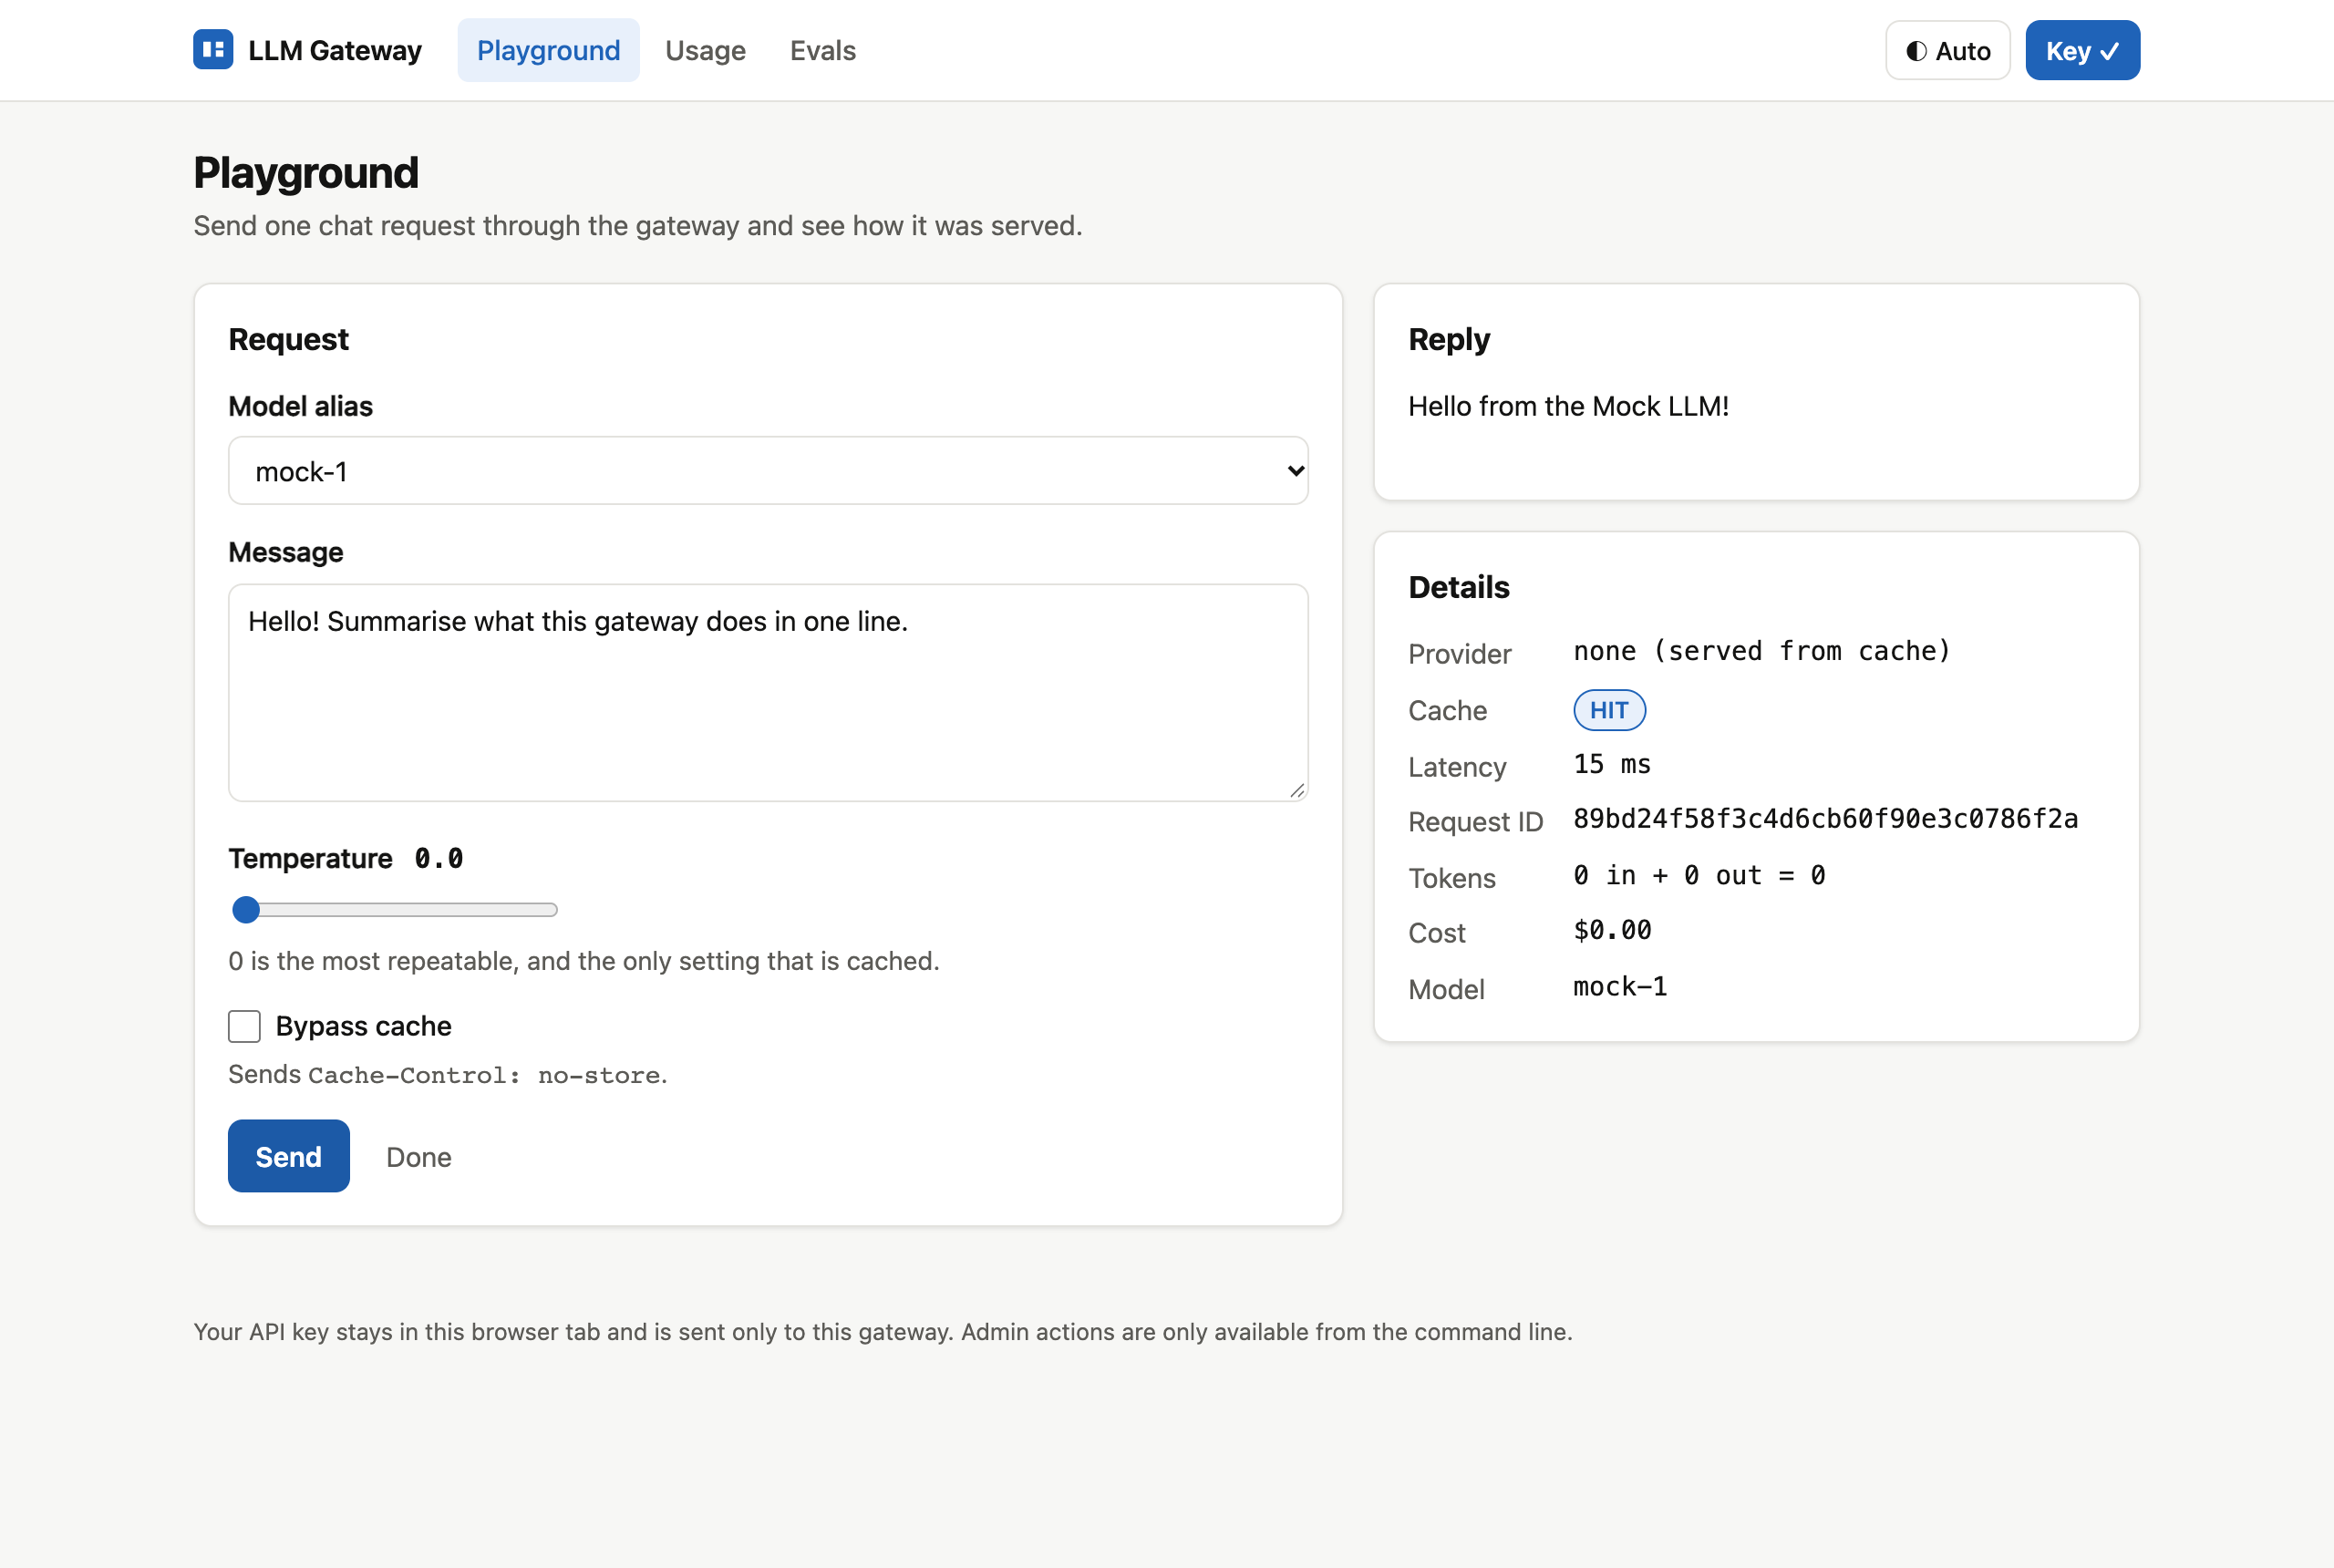 LLM Gateway
Playground
Usage
Evals
Auto
Key ✓
Playground
Send one chat request through the gateway and see how it was served.
Request
Model alias
mock-1
Message
Hello! Summarise what this gateway does in one line.
Temperature 0.0
0 is the most repeatable, and the only setting that is cached.
Bypass cache
Sends Cache-Control: no-store.
Send
Done
Reply
Hello from the Mock LLM!
Details
Provider none (served from cache)
Cache HIT
Latency 15 ms
Request ID 89bd24f58f3c4d6cb60f90e3c0786f2a
Tokens 0 in + 0 out = 0
Cost $0.00
Model mock-1
Your API key stays in this browser tab and is sent only to this gateway. Admin actions are only available from the command line.